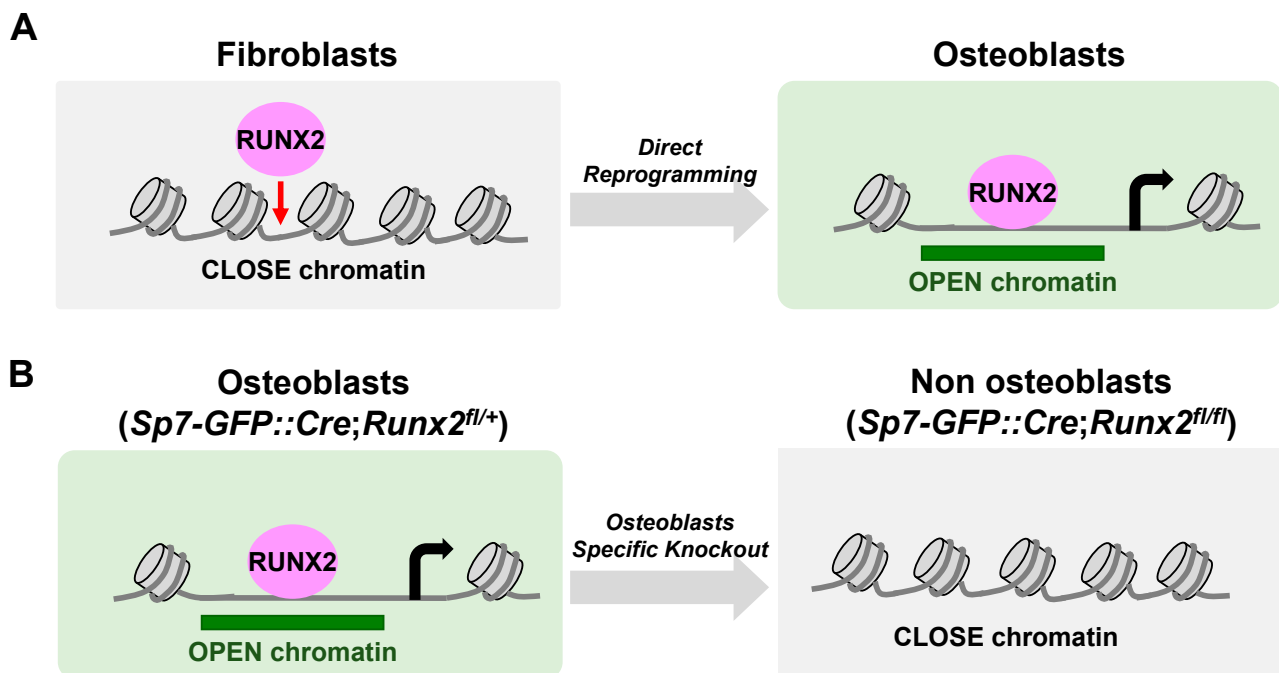 A
Fibroblasts
Osteoblasts
RUNX2
CLOSE chromatin
Direct
Reprogramming
RUNX2
OPEN chromatin
B
Osteoblasts
(Sp7-GFP::Cre;Runx2fl/+)
Non osteoblasts
(Sp7-GFP::Cre;Runx2fl/fl)
RUNX2
OPEN chromatin
Osteoblasts
Specific Knockout
CLOSE chromatin